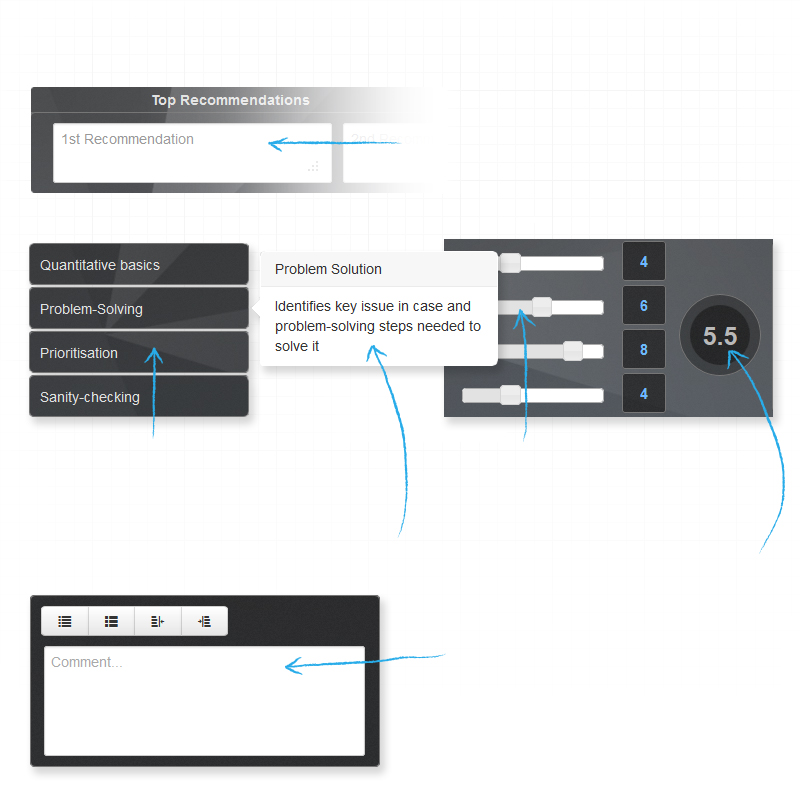 Top Recommendations
1st Recommendation
2nd
Quantitative basics
Problem-Solving
Prioritisation
Sanity-checking
Problem Solution
Identifies key issue in case and
problem-solving steps needed to
solve it
4
6
8
4
5.5
Comment...